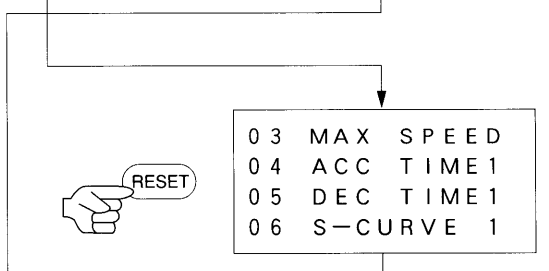 03 MAX SPEED
04 ACC TIME1
05 DEC TIME1
06 S-CURVE 1
RESET